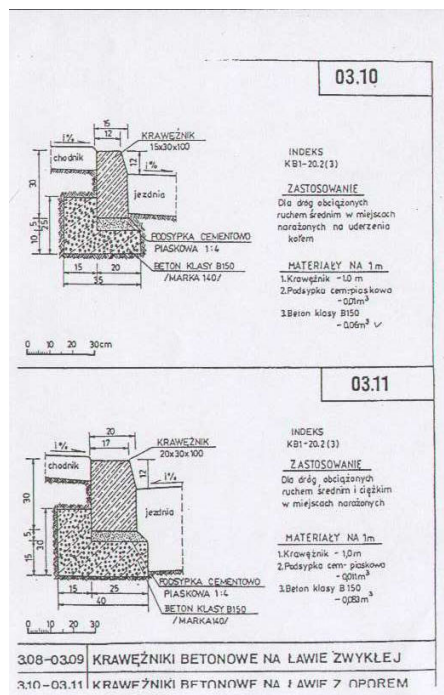 03.10
15
12
KRAWĘŻNIK
15x30x100
1%
chodnik
12
1%
jezdnia
30
5
25
10
PODSYPKA CEMENTOWO
PIASKOWA 1:4
15
20
BETON KLASY B150
/MARKA 140/
35
0 10 20 30cm
INDEKS
KB1-20.2(3)
ZASTOSOWANIE
Dla dróg obciążonych
ruchem średnim w miejscach
narażonych na uderzenia
kołem
MATERIAŁY NA 1m
1.Krawężnik -1,0 m
2.Podsypka cem:piaskowa
-0,01m³
3.Beton klasy B150
-0,06m³
03.11
20
17
KRAWĘŻNIK
20x30x100
1%
chodnik
12
1%
jezdnia
30
5
30
15
15
25
PODSYPKA CEMENTOWO
PIASKOWA 1:4
40
BETON KLASY B150
/MARKA140/
0 10 20 30
INDEKS
KB1-20.2(3)
ZASTOSOWANIE
Dla dróg obciążonych
ruchem średnim i ciężkim
w miejscach narażonych
MATERIAŁY NA 1m
1.Krawężnik - 1,0m
2.Podsypka cem- piaskowa
-0,011m³
3.Beton klasy B150
-0,083m³
3.08-03.09 KRAWĘŻNIKI BETONOWE NA ŁAWIE ZWYKŁEJ
3.10-03.11 KRAWĘŻNIKI BETONOWE NA ŁAWIE Z OPOREM